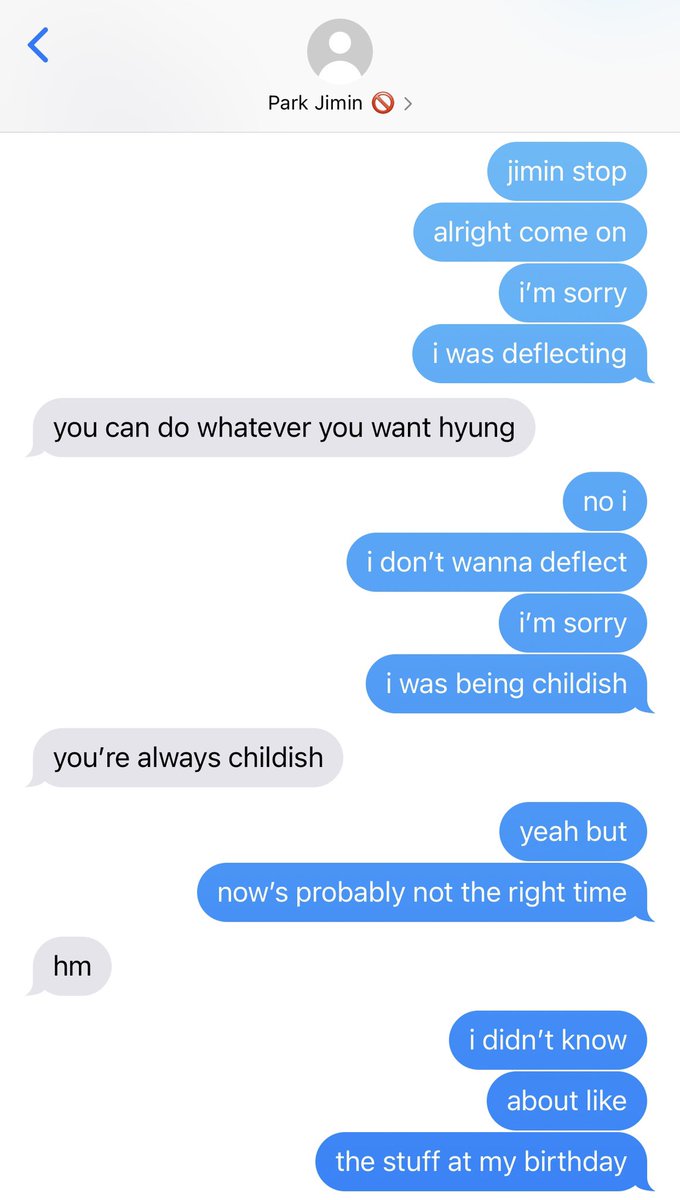 Park Jimin 🚫
jimin stop
alright come on
i’m sorry
i was deflecting
you can do whatever you want hyung
no i
i don’t wanna deflect
i’m sorry
i was being childish
you’re always childish
yeah but
now’s probably not the right time
hm
i didn’t know
about like
the stuff at my birthday